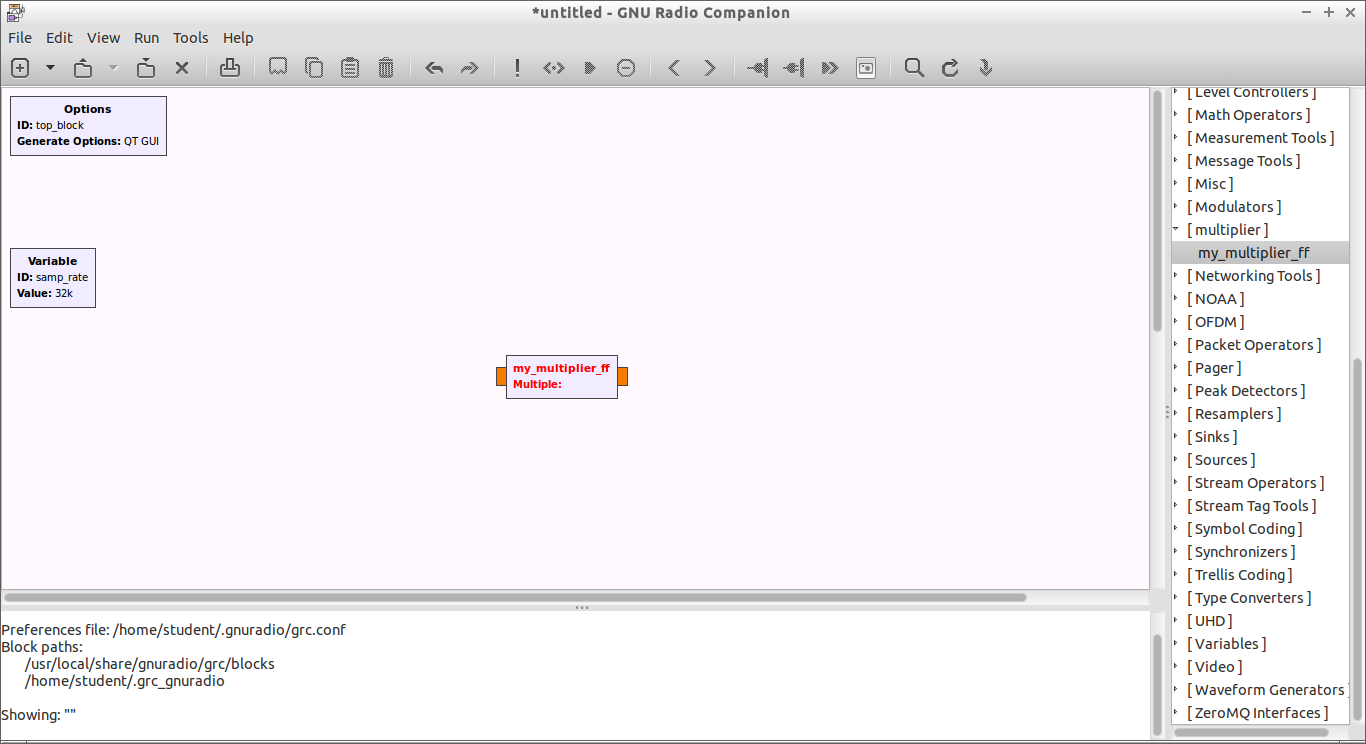 *untitled - GNU Radio Companion
File Edit View Run Tools Help
Options
ID: top_block
Generate Options: QT GUI
Variable
ID: samp_rate
Value: 32k
my_multiplier_ff
Multiple:
[ Level Controllers ]
[ Math Operators ]
[ Measurement Tools ]
[ Message Tools ]
[ Misc ]
[ Modulators ]
[ multiplier ]
my_multiplier_ff
[ Networking Tools ]
[ NOAA ]
[ OFDM ]
[ Packet Operators ]
[ Pager ]
[ Peak Detectors ]
[ Resamplers ]
[ Sinks ]
[ Sources ]
[ Stream Operators ]
[ Stream Tag Tools ]
[ Symbol Coding ]
[ Synchronizers ]
[ Trellis Coding ]
[ Type Converters ]
[ UHD ]
[ Variables ]
[ Video ]
[ Waveform Generators
[ ZeroMQ Interfaces ]
Preferences file: /home/student/.gnuradio/grc.conf
Block paths:
/usr/local/share/gnuradio/grc/blocks
/home/student/.grc_gnuradio
Showing: ""